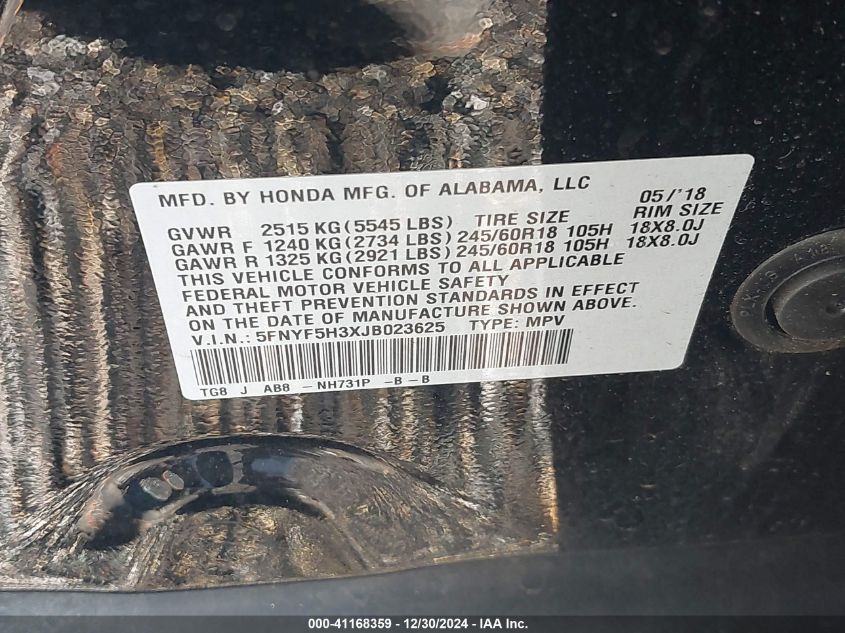 MFD. BY HONDA MFG. OF ALABAMA, LLC 05/'18
GVWR 2515 KG (5545 LBS) TIRE SIZE RIM SIZE
GAWR F 1240 KG (2734 LBS) 245/60R18 105H 18X8.0J
GAWR R 1325 KG (2921 LBS) 245/60R18 105H 18X8.0J
THIS VEHICLE CONFORMS TO ALL APPLICABLE
FEDERAL MOTOR VEHICLE SAFETY
AND THEFT PREVENTION STANDARDS IN EFFECT
ON THE DATE OF MANUFACTURE SHOWN ABOVE.
V.I.N.: 5FNYF5H3XJB023625 TYPE: MPV
TG8 J AB8 -NH731P -B-B
000-41168359 - 12/30/2024 - IAA Inc.